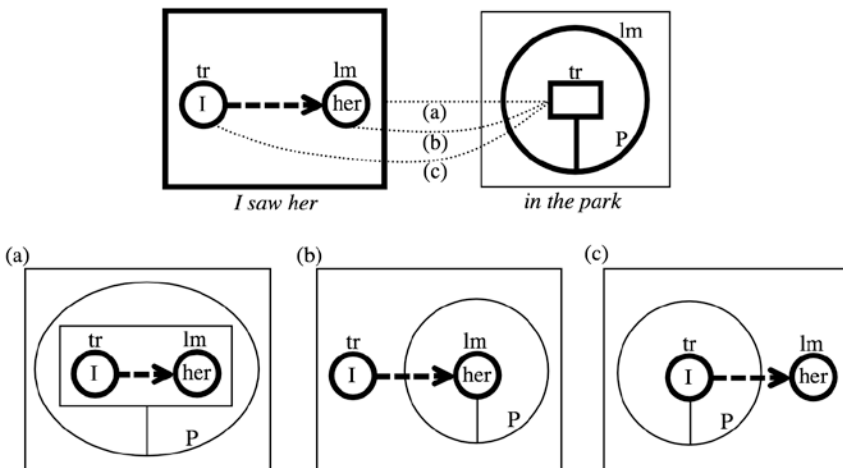 lm
tr lm tr
I her
(a)
(b) P
(c)
I saw her in the park
(a) (b) (c)
tr lm tr lm tr lm
I her I her I her
P P P